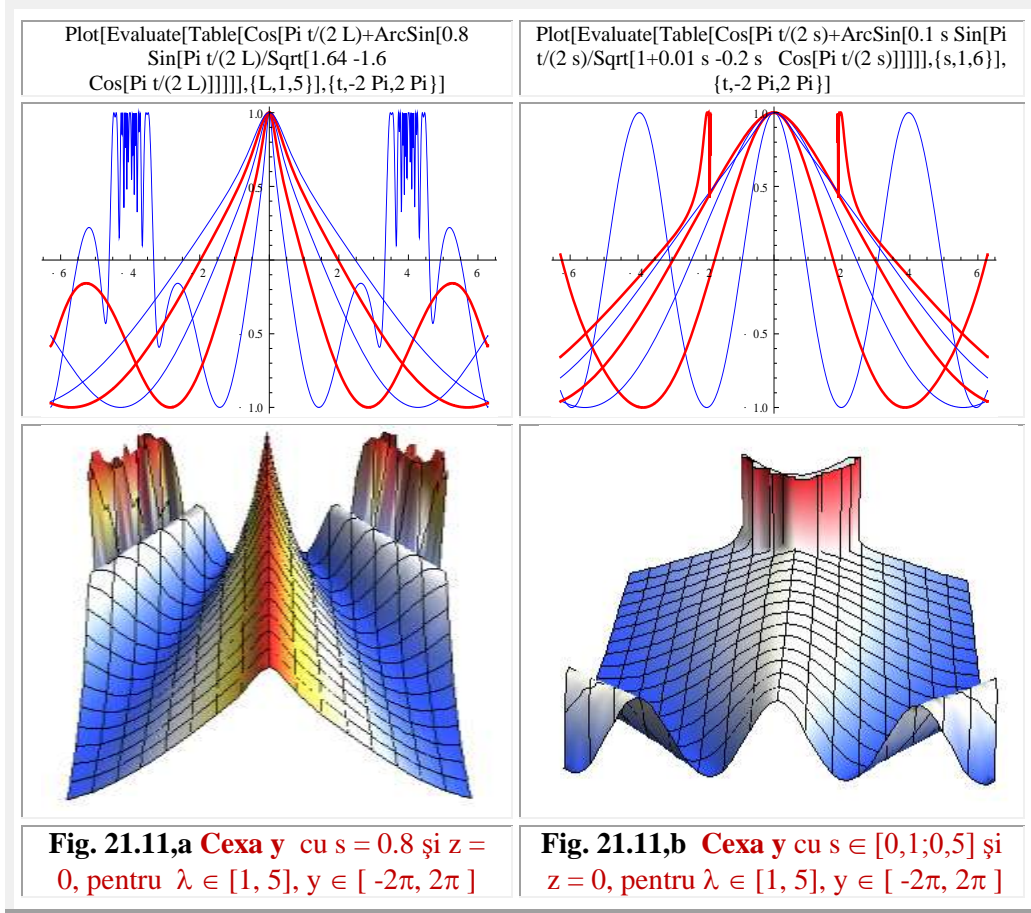 Plot[Evaluate[Table[Cos[Pi t/(2 L)+ArcSin[0.8
Sin[Pi t/(2 L)/Sqrt[1.64 -1.6
Cos[Pi t/(2 L)]]]]],{L,1,5}],{t,-2 Pi,2 Pi}]
Plot[Evaluate[Table[Cos[Pi t/(2 s)+ArcSin[0.1 s Sin[Pi
t/(2 s)/Sqrt[1+0.01 s -0.2 s Cos[Pi t/(2 s)]]]]],{s,1,6}],
{t,-2 Pi,2 Pi}]
1.0
0.5
- 6 - 4 - 2 2 4 6
- 0.5
- 1.0
1.0
0.5
- 6 - 4 - 2 2 4 6
- 0.5
- 1.0
Fig. 21.11,a Cexa y cu s = 0.8 şi z =
0, pentru λ ∈ [1, 5], y ∈ [ -2π, 2π ]
Fig. 21.11,b Cexa y cu s ∈ [0,1;0,5] şi
z = 0, pentru λ ∈ [1, 5], y ∈ [ -2π, 2π ]